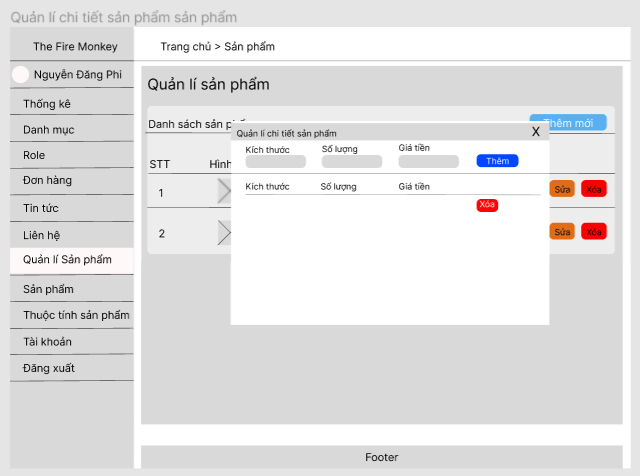 Quản lí chi tiết sản phẩm sản phẩm
The Fire Monkey
Trang chủ > Sản phẩm
Nguyễn Đăng Phi
Thống kê
Danh mục
Role
Đơn hàng
Tin tức
Liên hệ
Quản lí Sản phẩm
Sản phẩm
Thuộc tính sản phẩm
Tài khoản
Đăng xuất
Quản lí sản phẩm
Danh sách sản
Thêm mới
STT
Hình
1
Sửa
Xóa
2
Sửa
Xóa
Quản lí chi tiết sản phẩm
X
Kích thước
Số lượng
Giá tiền
Thêm
Kích thước
Số lượng
Giá tiền
Xóa
Footer